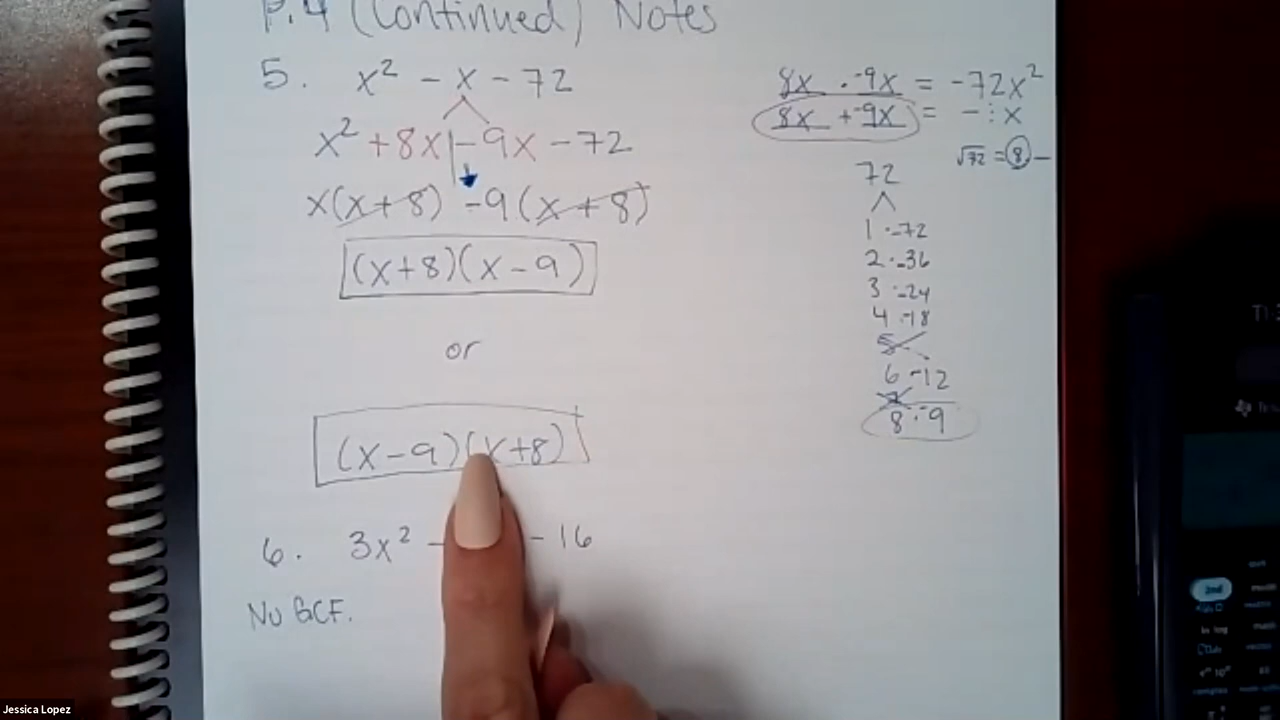 P.4 (Continued) Notes
5. x² - x - 72
x² + 8x - 9x - 72
x(x + 8) -9(x + 8)
(x+8)(x-9)
or
(x-9)(x+8)
6. 3x² - - 16
No GCF.
8x · -9x = -72x²
8x + -9x = - x
√72 = 8 -
72
1 · -72
2 · -36
3 · -24
4 · -18
5
6 -12
7
8 · -9
2nd
Jessica Lopez